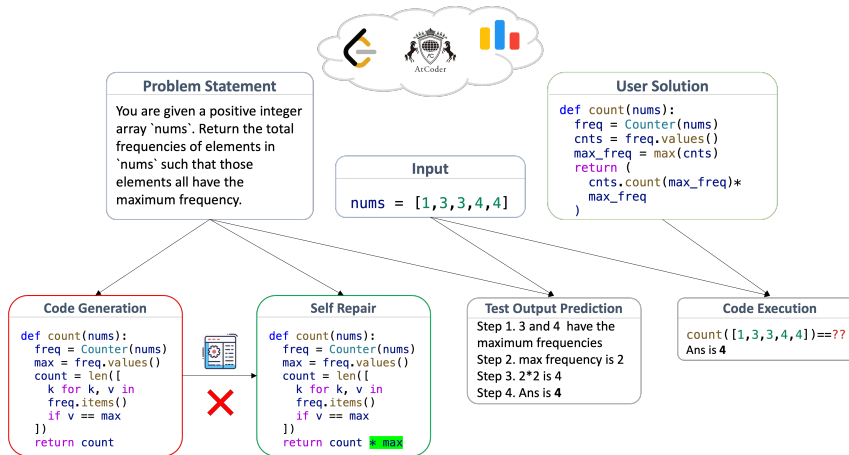 AtCoder
Problem Statement
You are given a positive integer
array `nums`. Return the total
frequencies of elements in
`nums` such that those
elements all have the
maximum frequency.
Input
nums = [1,3,3,4,4]
User Solution
def count(nums):
freq = Counter(nums)
cnts = freq.values()
max_freq = max(cnts)
return (
cnts.count(max_freq)*
max_freq
)
Code Generation
def count(nums):
freq = Counter(nums)
max = freq.values()
count = len([
k for k, v in
freq.items()
if v == max
])
return count
Self Repair
def count(nums):
freq = Counter(nums)
max = freq.values()
count = len([
k for k, v in
freq.items()
if v == max
])
return count * max
Test Output Prediction
Step 1. 3 and 4 have the
maximum frequencies
Step 2. max frequency is 2
Step 3. 2*2 is 4
Step 4. Ans is 4
Code Execution
count([1,3,3,4,4])==??
Ans is 4